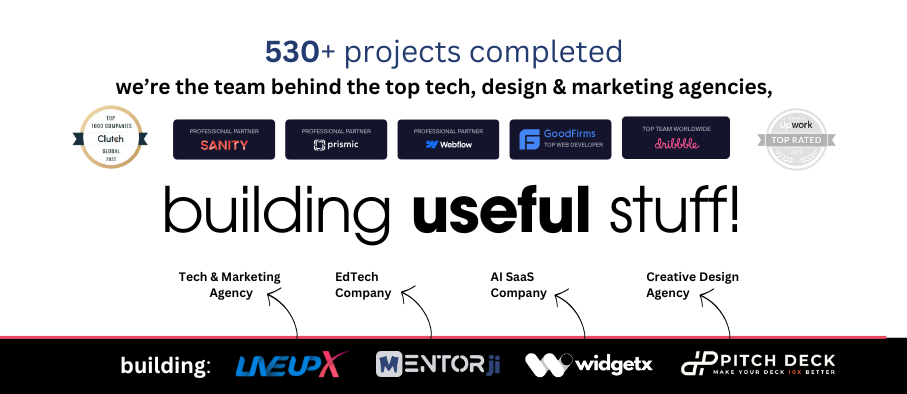 530+ projects completed
we're the team behind the top tech, design & marketing agencies,
TOP
1000 COMPANIES
Clutch
GLOBAL
2022
PROFESSIONAL PARTNER
SANITY
PROFESSIONAL PARTNER
prismic
PROFESSIONAL PARTNER
Webflow
GoodFirms
TOP WEB DEVELOPER
TOP TEAM WORLDWIDE
dribbble
upwork
TOP RATED
building useful stuff!
Tech & Marketing
Agency
EdTech
Company
AI SaaS
Company
Creative Design
Agency
building:
LIVEUPX
MENTORji
widgetx
PITCH DECK
MAKE YOUR DECK 10X BETTER